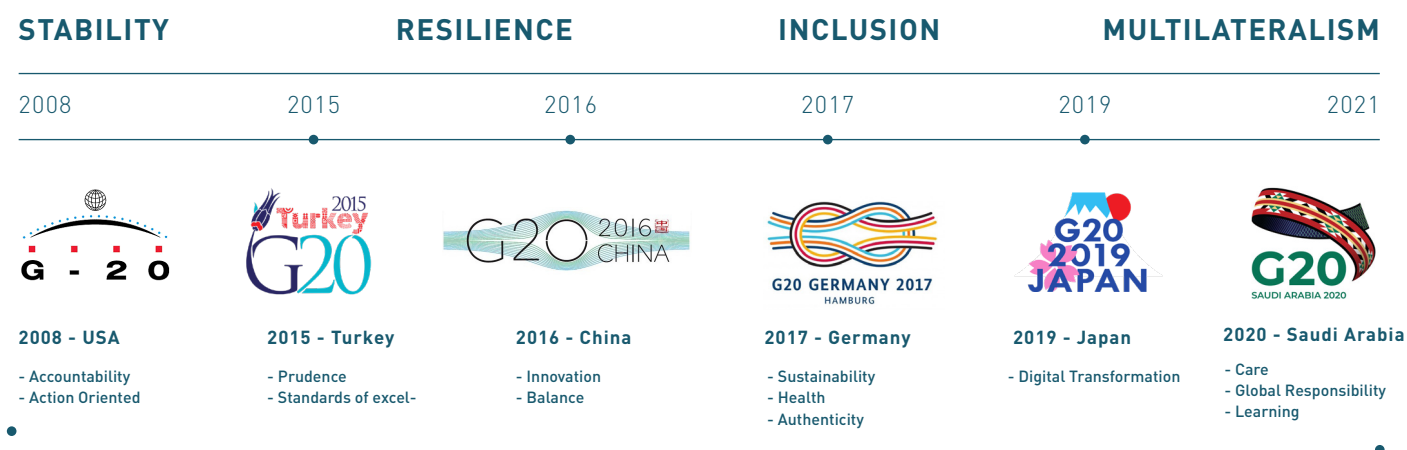 STABILITY RESILIENCE INCLUSION MULTILATERALISM
2008 2015 2016 2017 2019 2021
G - 2 0
2015
Turkey
G20
G20 2016
CHINA
G20 GERMANY 2017
HAMBURG
G20
2019
JAPAN
G20
SAUDI ARABIA 2020
2008 - USA
- Accountability
- Action Oriented
2015 - Turkey
- Prudence
- Standards of excel-
2016 - China
- Innovation
- Balance
2017 - Germany
- Sustainability
- Health
- Authenticity
2019 - Japan
- Digital Transformation
2020 - Saudi Arabia
- Care
- Global Responsibility
- Learning